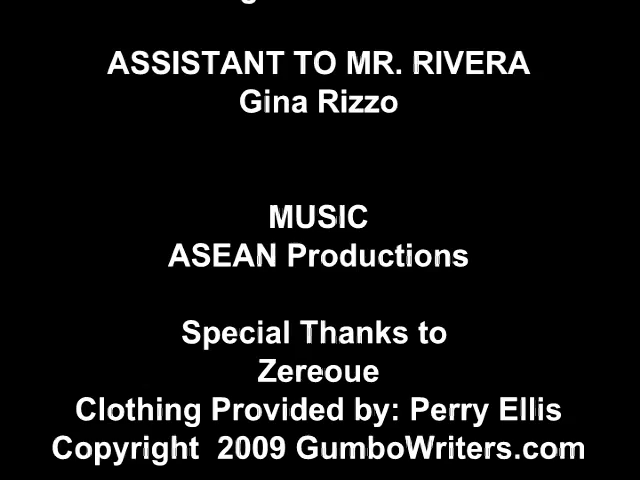 ASSISTANT TO MR. RIVERA
Gina Rizzo
MUSIC
ASEAN Productions
Special Thanks to
Zereoue
Clothing Provided by: Perry Ellis
Copyright  2009 GumboWriters.com